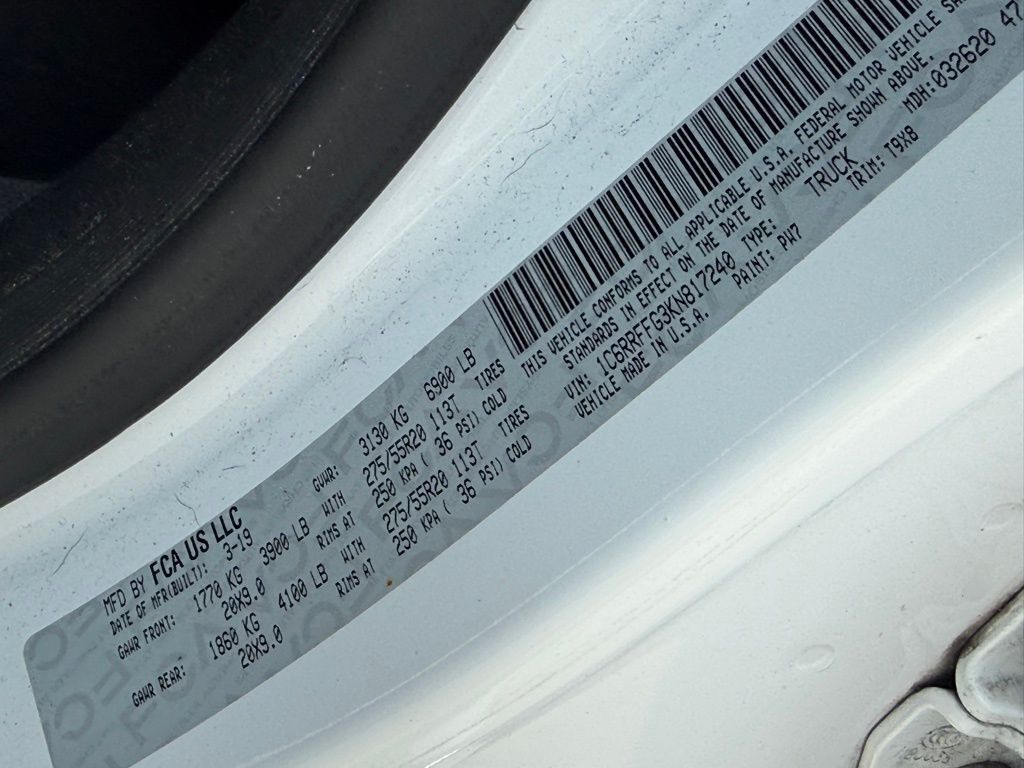 MFD BY FCA US LLC
DATE OF MFR(BUILT): 3-19 GVWR: 3130 KG 6900 LB
GAWR FRONT: 1770 KG 3900 LB WITH 275/55R20 113T TIRES
20X9.0 RIMS AT 250 KPA ( 36 PSI) COLD
GAWR REAR: 1860 KG 4100 LB WITH 275/55R20 113T TIRES
20X9.0 RIMS AT 250 KPA ( 36 PSI) COLD
THIS VEHICLE CONFORMS TO ALL APPLICABLE U.S.A. FEDERAL MOTOR VEHICLE
STANDARDS IN EFFECT ON THE DATE OF MANUFACTURE SHOWN ABOVE.
MDH:032620 47
VIN: 1C6RRFFG3KN817240 TYPE: TRUCK
VEHICLE MADE IN U.S.A. PAINT: PW7 TRIM: T9X8